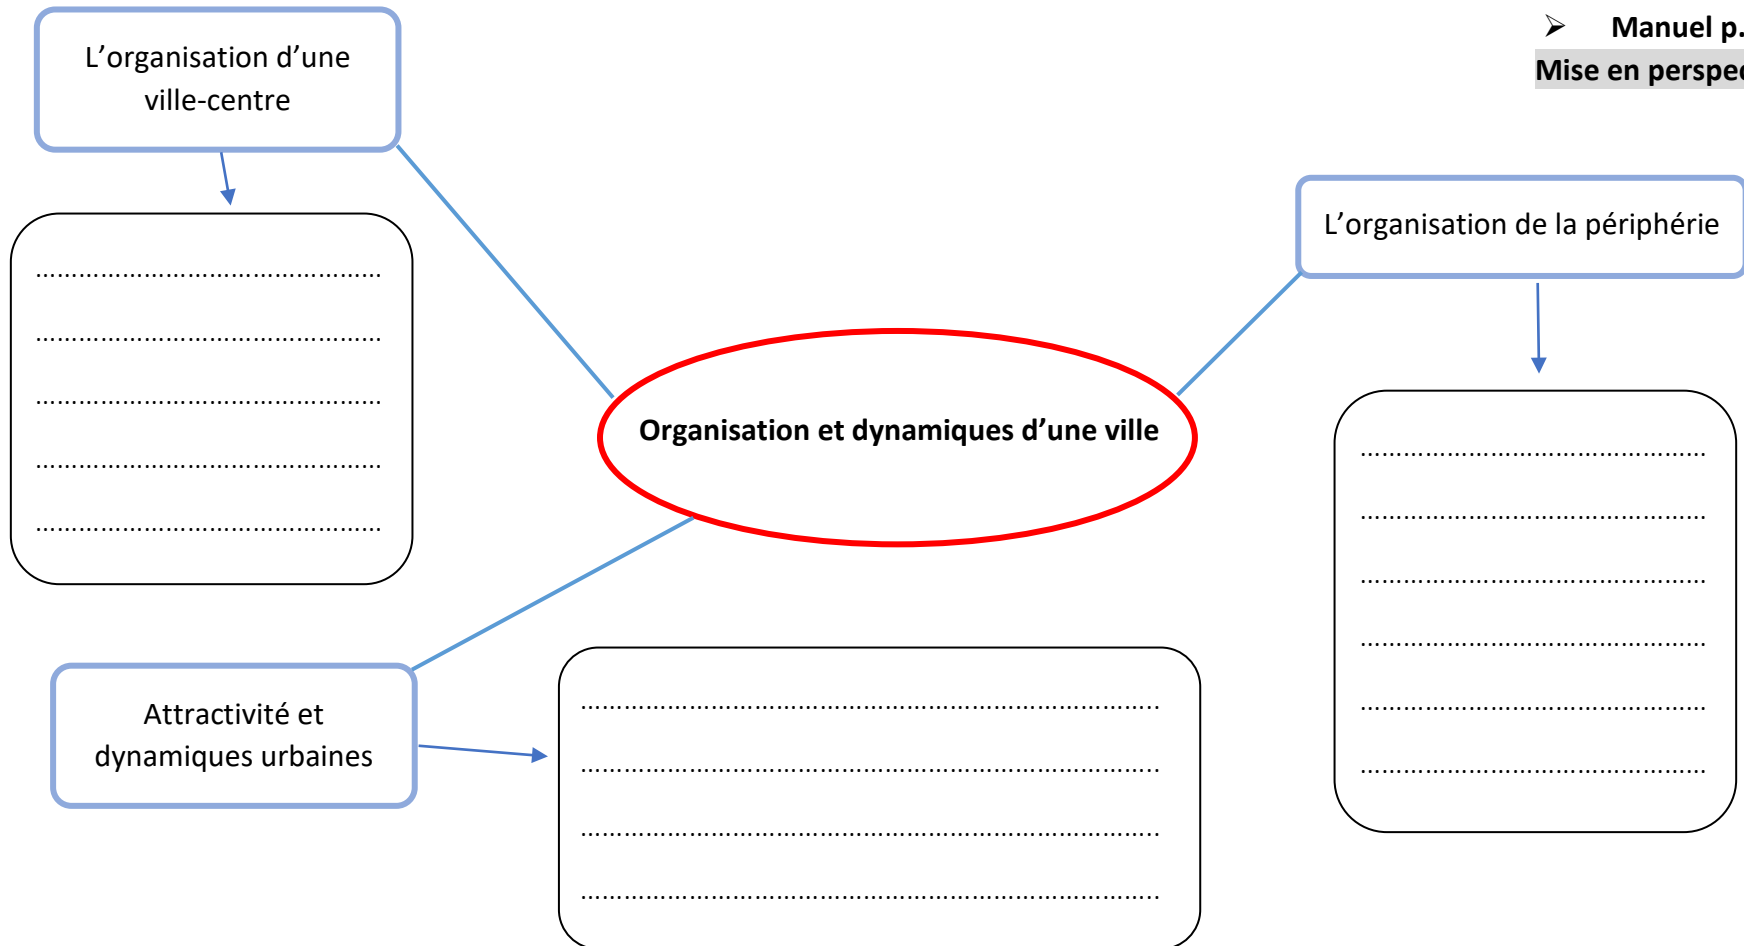 ➢ Manuel p.
Mise en perspec
L’organisation d’une
ville-centre
L’organisation de la périphérie
…………………………………………
…………………………………………
…………………………………………
…………………………………………
…………………………………………
Organisation et dynamiques d’une ville
…………………………………………
…………………………………………
…………………………………………
…………………………………………
…………………………………………
…………………………………………
Attractivité et
dynamiques urbaines
……………………………………………………………………..
……………………………………………………………………..
……………………………………………………………………..
……………………………………………………………………..